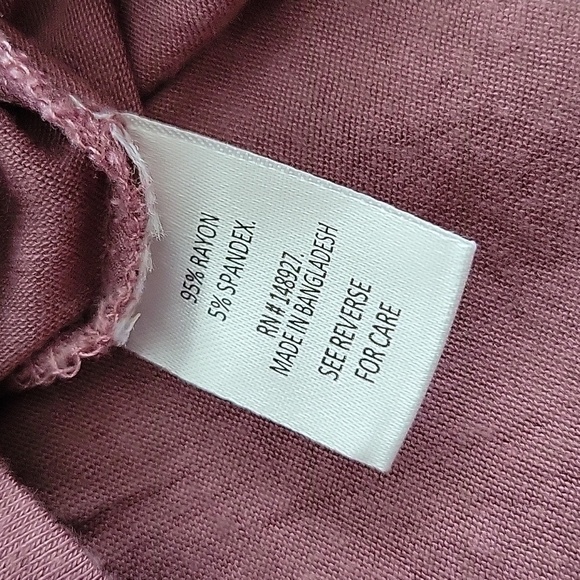 95% RAYON
5% SPANDEX.
RN # 148927.
MADE IN BANGLADESH
SEE REVERSE
FOR CARE